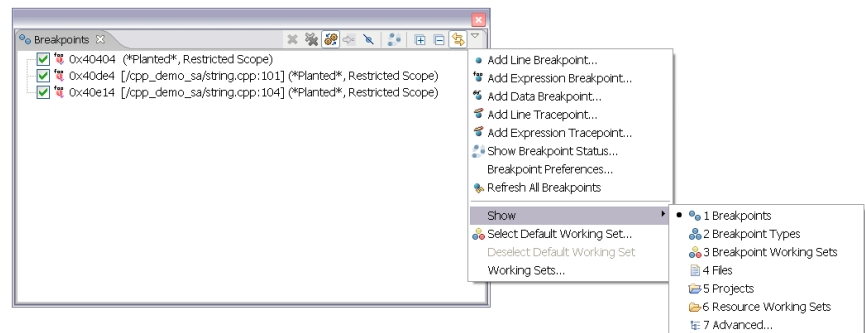 Breakpoints
0x40404 (*Planted*, Restricted Scope)
0x40de4 [/cpp_demo_sa/string.cpp:101] (*Planted*, Restricted Scope)
0x40e14 [/cpp_demo_sa/string.cpp:104] (*Planted*, Restricted Scope)
Add Line Breakpoint...
Add Expression Breakpoint...
Add Data Breakpoint...
Add Line Tracepoint...
Add Expression Tracepoint...
Show Breakpoint Status...
Breakpoint Preferences...
Refresh All Breakpoints
Show
Select Default Working Set...
Deselect Default Working Set
Working Sets...
1 Breakpoints
2 Breakpoint Types
3 Breakpoint Working Sets
4 Files
5 Projects
6 Resource Working Sets
7 Advanced...